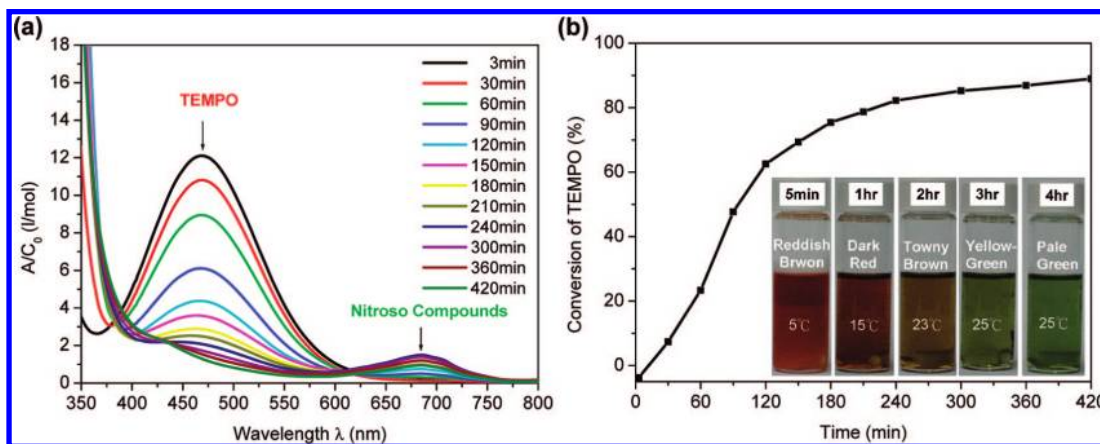 (a)
18
16
14
12
10
8
6
4
2
0
A/C0 (l/mol)
TEMPO
Nitroso Compounds
3min
30min
60min
90min
120min
150min
180min
210min
240min
300min
360min
420min
350 400 450 500 550 600 650 700 750 800
Wavelength λ (nm)
(b)
100
80
60
40
20
0
Conversion of TEMPO (%)
5min 1hr 2hr 3hr 4hr
Reddish Dark Towny Yellow- Pale
Brwon Red Brown Green Green
5℃ 15℃ 23℃ 25℃ 25℃
0 60 120 180 240 300 360 420
Time (min)